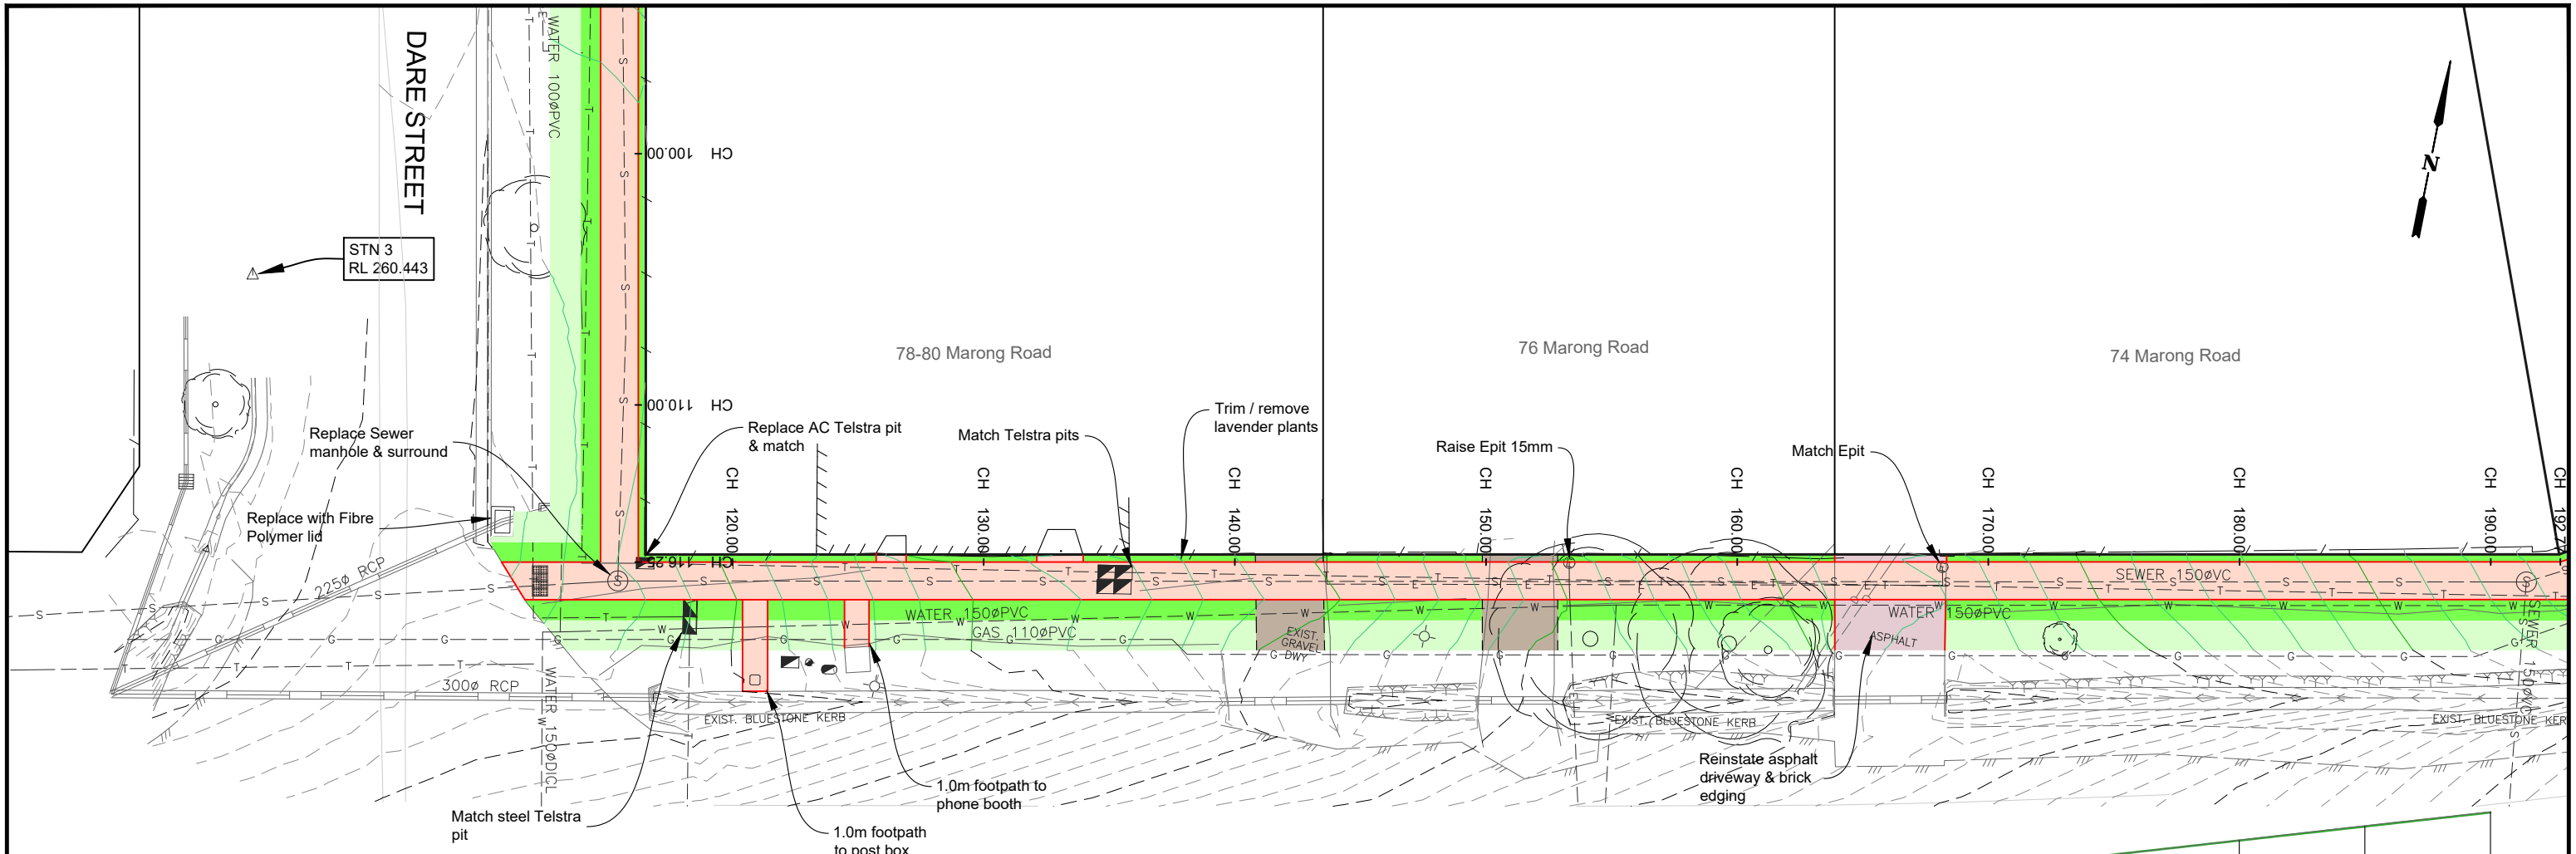 DARE STREET
WATER 100øPVC
STN 3
RL 260.443
N
CH 100.00
CH 110.00
78-80 Marong Road
76 Marong Road
74 Marong Road
Replace Sewer
manhole & surround
Replace AC Telstra pit
& match
Match Telstra pits
Trim / remove
lavender plants
Raise Epit 15mm
Match Epit
Replace with Fibre
Polymer lid
CH 116.25
CH 120.00
CH 130.00
CH 140.00
CH 150.00
CH 160.00
CH 170.00
CH 180.00
CH 190.00
225ø RCP
SEWER 150øVC
WATER 150øPVC
GAS 110øPVC
EXIST.
GRAVEL
DWY
WATER 150øPVC
ASPHALT
SEWER 150øVC
300ø RCP
WATER 150øDICL
EXIST. BLUESTONE KERB
EXIST. BLUESTONE KERB
EXIST. BLUESTONE KER
Match steel Telstra
pit
1.0m footpath to
phone booth
1.0m footpath
to post box
Reinstate asphalt
driveway & brick
edging